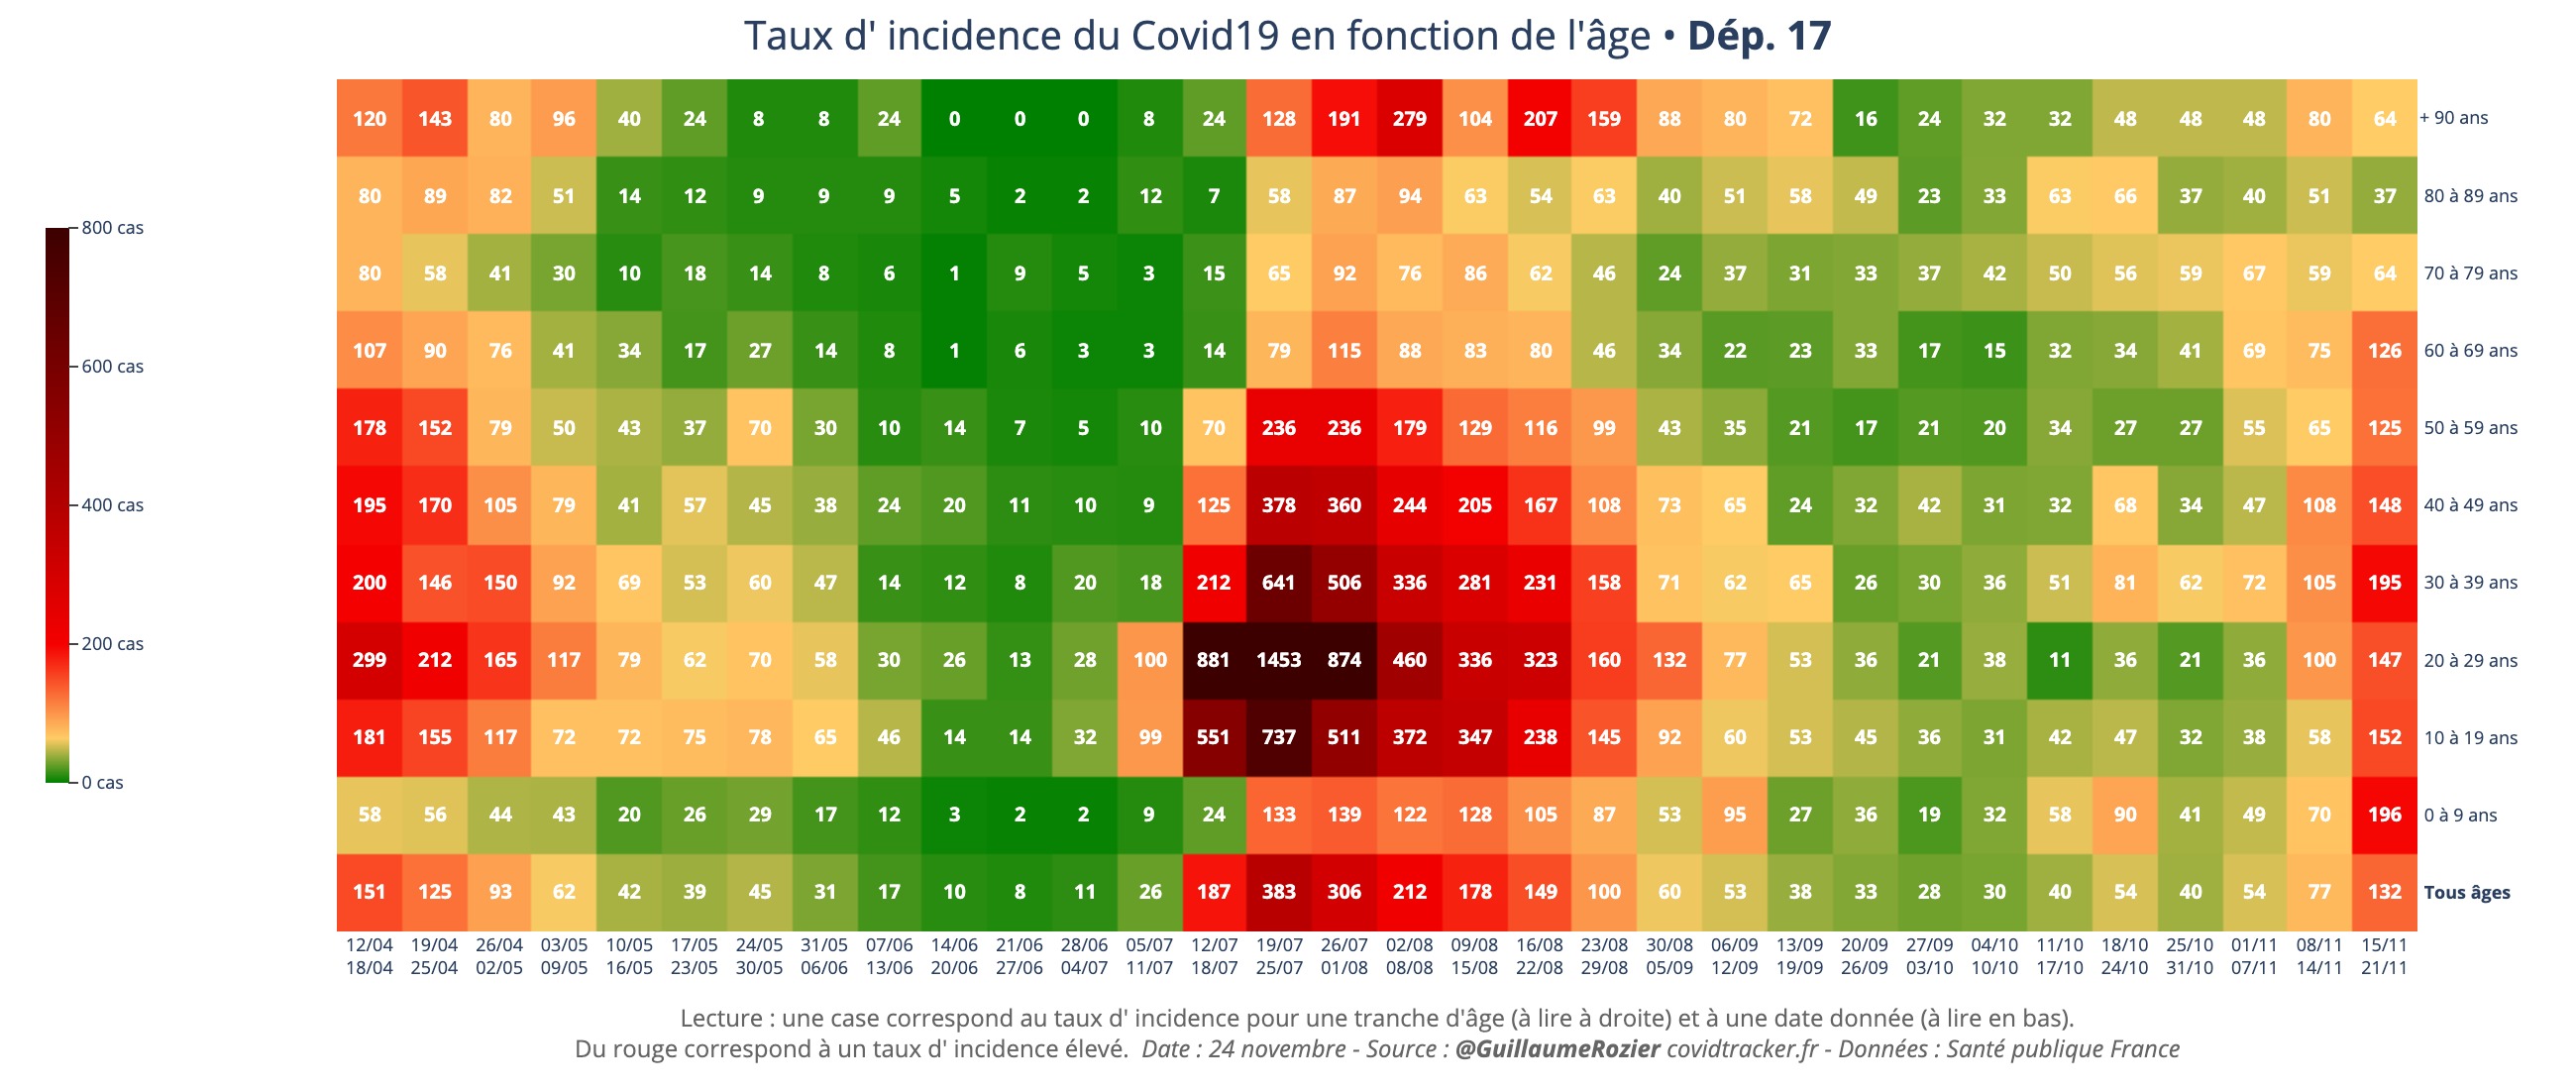 Taux d' incidence du Covid19 en fonction de l'âge • Dép. 17
120 143 80 96 40 24 8 8 24 0 0 0 8 24 128 191 279 104 207 159 88 80 72 16 24 32 32 48 48 48 80 64 + 90 ans
80 89 82 51 14 12 9 9 9 5 2 2 12 7 58 87 94 63 54 63 40 51 58 49 23 33 63 66 37 40 51 37 80 à 89 ans
800 cas
80 58 41 30 10 18 14 8 6 1 9 5 3 15 65 92 76 86 62 46 24 37 31 33 37 42 50 56 59 67 59 64 70 à 79 ans
107 90 76 41 34 17 27 14 8 1 6 3 3 14 79 115 88 83 80 46 34 22 23 33 17 15 32 34 41 69 75 126 60 à 69 ans
600 cas
178 152 79 50 43 37 70 30 10 14 7 5 10 70 236 236 179 129 116 99 43 35 21 17 21 20 34 27 27 55 65 125 50 à 59 ans
400 cas
195 170 105 79 41 57 45 38 24 20 11 10 9 125 378 360 244 205 167 108 73 65 24 32 42 31 32 68 34 47 108 148 40 à 49 ans
200 146 150 92 69 53 60 47 14 12 8 20 18 212 641 506 336 281 231 158 71 62 65 26 30 36 51 81 62 72 105 195 30 à 39 ans
200 cas
299 212 165 117 79 62 70 58 30 26 13 28 100 881 1453 874 460 336 323 160 132 77 53 36 21 38 11 36 21 36 100 147 20 à 29 ans
181 155 117 72 72 75 78 65 46 14 14 32 99 551 737 511 372 347 238 145 92 60 53 45 36 31 42 47 32 38 58 152 10 à 19 ans
0 cas
58 56 44 43 20 26 29 17 12 3 2 2 9 24 133 139 122 128 105 87 53 95 27 36 19 32 58 90 41 49 70 196 0 à 9 ans
151 125 93 62 42 39 45 31 17 10 8 11 26 187 383 306 212 178 149 100 60 53 38 33 28 30 40 54 40 54 77 132 Tous âges
12/04 19/04 26/04 03/05 10/05 17/05 24/05 31/05 07/06 14/06 21/06 28/06 05/07 12/07 19/07 26/07 02/08 09/08 16/08 23/08 30/08 06/09 13/09 20/09 27/09 04/10 11/10 18/10 25/10 01/11 08/11 15/11
18/04 25/04 02/05 09/05 16/05 23/05 30/05 06/06 13/06 20/06 27/06 04/07 11/07 18/07 25/07 01/08 08/08 15/08 22/08 29/08 05/09 12/09 19/09 26/09 03/10 10/10 17/10 24/10 31/10 07/11 14/11 21/11
Lecture : une case correspond au taux d' incidence pour une tranche d'âge (à lire à droite) et à une date donnée (à lire en bas).
Du rouge correspond à un taux d' incidence élevé. Date : 24 novembre - Source : @GuillaumeRozier covidtracker.fr - Données : Santé publique France